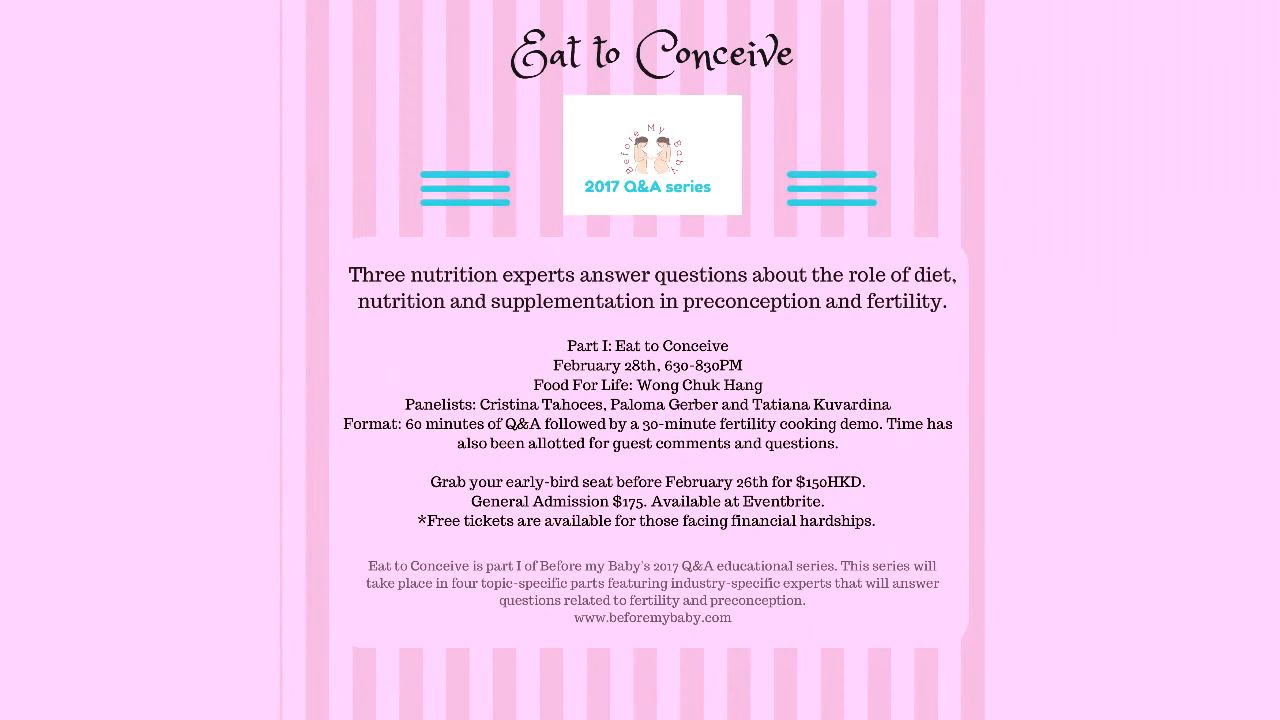 Eat to Conceive
Before My Baby
2017 Q&A series
Three nutrition experts answer questions about the role of diet,
nutrition and supplementation in preconception and fertility.
Part I: Eat to Conceive
February 28th, 630-830PM
Food For Life: Wong Chuk Hang
Panelists: Cristina Tahoces, Paloma Gerber and Tatiana Kuvardina
Format: 60 minutes of Q&A followed by a 30-minute fertility cooking demo. Time has
also been allotted for guest comments and questions.
Grab your early-bird seat before February 26th for $150HKD.
General Admission $175. Available at Eventbrite.
*Free tickets are available for those facing financial hardships.
Eat to Conceive is part I of Before my Baby's 2017 Q&A educational series. This series will
take place in four topic-specific parts featuring industry-specific experts that will answer
questions related to fertility and preconception.
www.beforemybaby.com